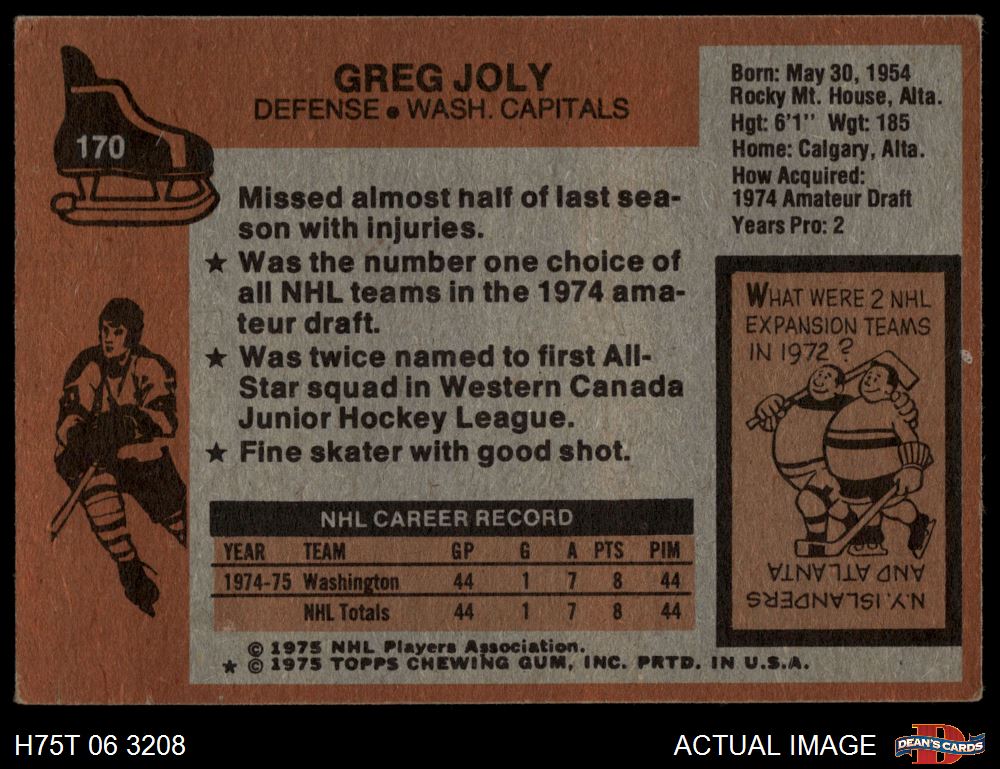 GREG JOLY
DEFENSE • WASH. CAPITALS
170
Born: May 30, 1954
Rocky Mt. House, Alta.
Hgt: 6'1" Wgt: 185
Home: Calgary, Alta.
How Acquired:
1974 Amateur Draft
Years Pro: 2
Missed almost half of last sea-
son with injuries.
★ Was the number one choice of
all NHL teams in the 1974 ama-
teur draft.
★ Was twice named to first All-
Star squad in Western Canada
Junior Hockey League.
★ Fine skater with good shot.
WHAT WERE 2 NHL
EXPANSION TEAMS
IN 1972?
N.Y. ISLANDERS
AND ATLANTA
NHL CAREER RECORD
YEAR TEAM GP G A PTS PIM
1974-75 Washington 44 1 7 8 44
NHL Totals 44 1 7 8 44
© 1975 NHL Players Association.
★ © 1975 TOPPS CHEWING GUM, INC. PRTD. IN U.S.A.
H75T 06 3208
ACTUAL IMAGE
D
DEAN'S CARDS